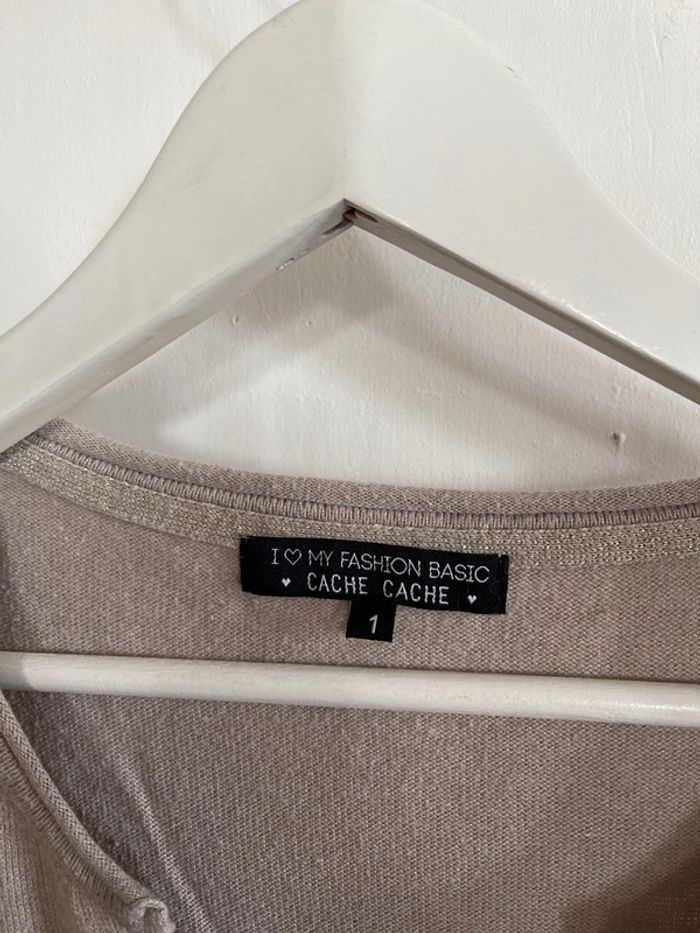 I ♡ MY FASHION BASIC
♥ CACHE CACHE ♥
1